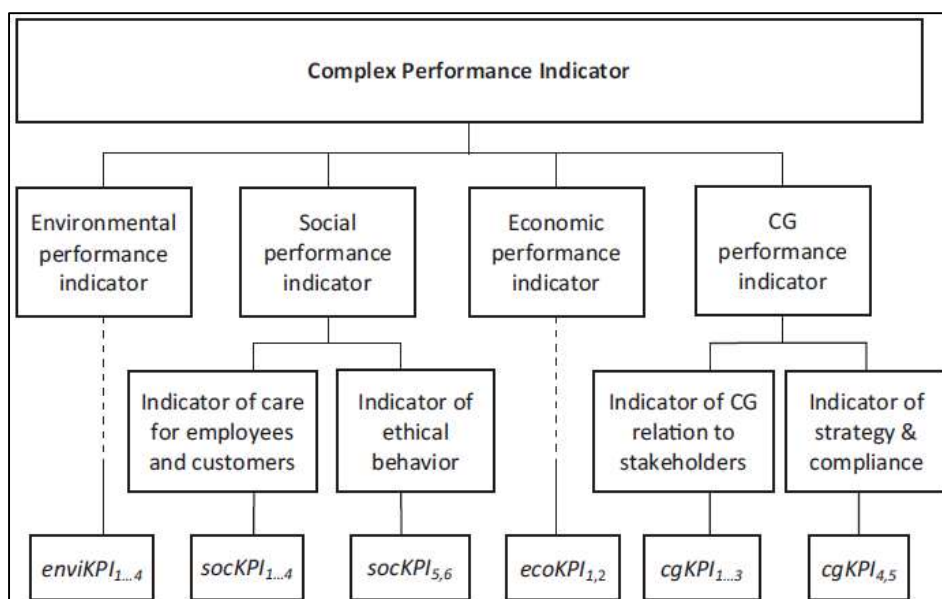 Complex Performance Indicator
Environmental
performance
indicator
Social
performance
indicator
Economic
performance
indicator
CG
performance
indicator
Indicator of care
for employees
and customers
Indicator of
ethical
behavior
Indicator of CG
relation to
stakeholders
Indicator of
strategy &
compliance
enviKPI1...4
socKPI1...4
socKPI5,6
ecoKPI1,2
cgKPI1...3
cgKPI4,5